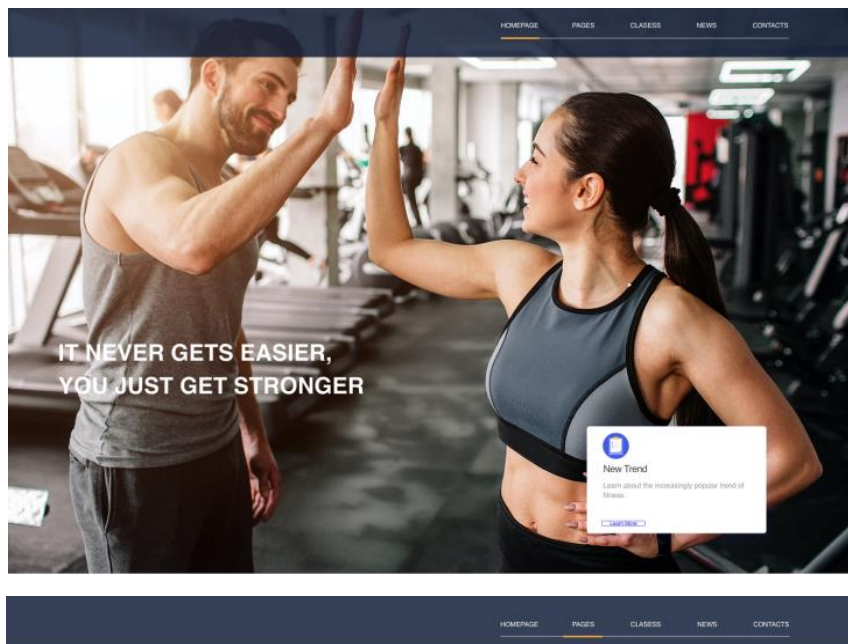 HOMEPAGE PAGES CLASESS NEWS CONTACTS
IT NEVER GETS EASIER,
YOU JUST GET STRONGER
New Trend
Learn about the increasingly popular trend of
fitness.
Learn More
HOMEPAGE PAGES CLASESS NEWS CONTACTS